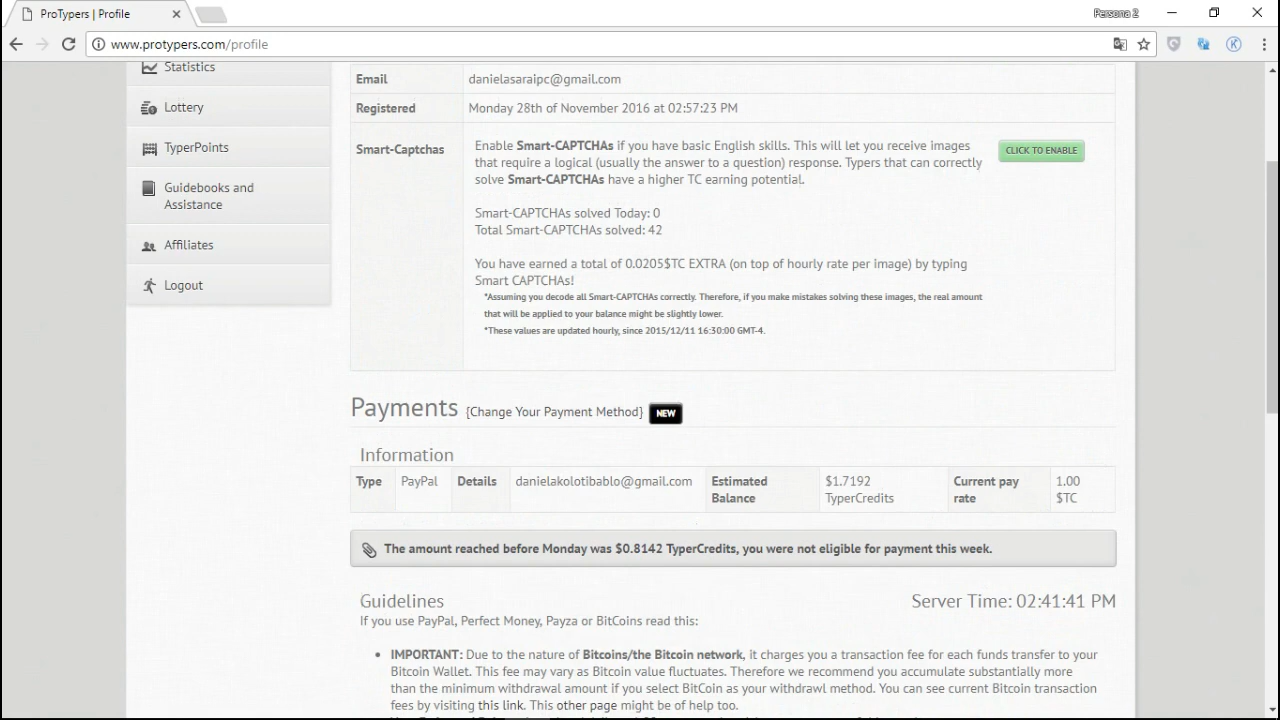 ProTypers | Profile
Persona 2
www.protypers.com/profile
Statistics
Lottery
TyperPoints
Guidebooks and
Assistance
Affiliates
Logout
Email danielasaraipc@gmail.com
Registered Monday 28th of November 2016 at 02:57:23 PM
Smart-Captchas
Enable Smart-CAPTCHAs if you have basic English skills. This will let you receive images
that require a logical (usually the answer to a question) response. Typers that can correctly
solve Smart-CAPTCHAs have a higher TC earning potential.
CLICK TO ENABLE
Smart-CAPTCHAs solved Today: 0
Total Smart-CAPTCHAs solved: 42
You have earned a total of 0.0205$TC EXTRA (on top of hourly rate per image) by typing
Smart CAPTCHAs!
*Assuming you decode all Smart-CAPTCHAs correctly. Therefore, if you make mistakes solving these images, the real amount
that will be applied to your balance might be slightly lower.
*These values are updated hourly, since 2015/12/11 16:30:00 GMT-4.
Payments {Change Your Payment Method} NEW
Information
Type PayPal Details danielakolotibablo@gmail.com Estimated $1.7192 Current pay 1.00
Balance TyperCredits rate $TC
The amount reached before Monday was $0.8142 TyperCredits, you were not eligible for payment this week.
Guidelines Server Time: 02:41:41 PM
If you use PayPal, Perfect Money, Payza or BitCoins read this:
• IMPORTANT: Due to the nature of Bitcoins/the Bitcoin network, it charges you a transaction fee for each funds transfer to your
Bitcoin Wallet. This fee may vary as Bitcoin value fluctuates. Therefore we recommend you accumulate substantially more
than the minimum withdrawal amount if you select BitCoin as your withdrawl method. You can see current Bitcoin transaction
fees by visiting this link. This other page might be of help too.